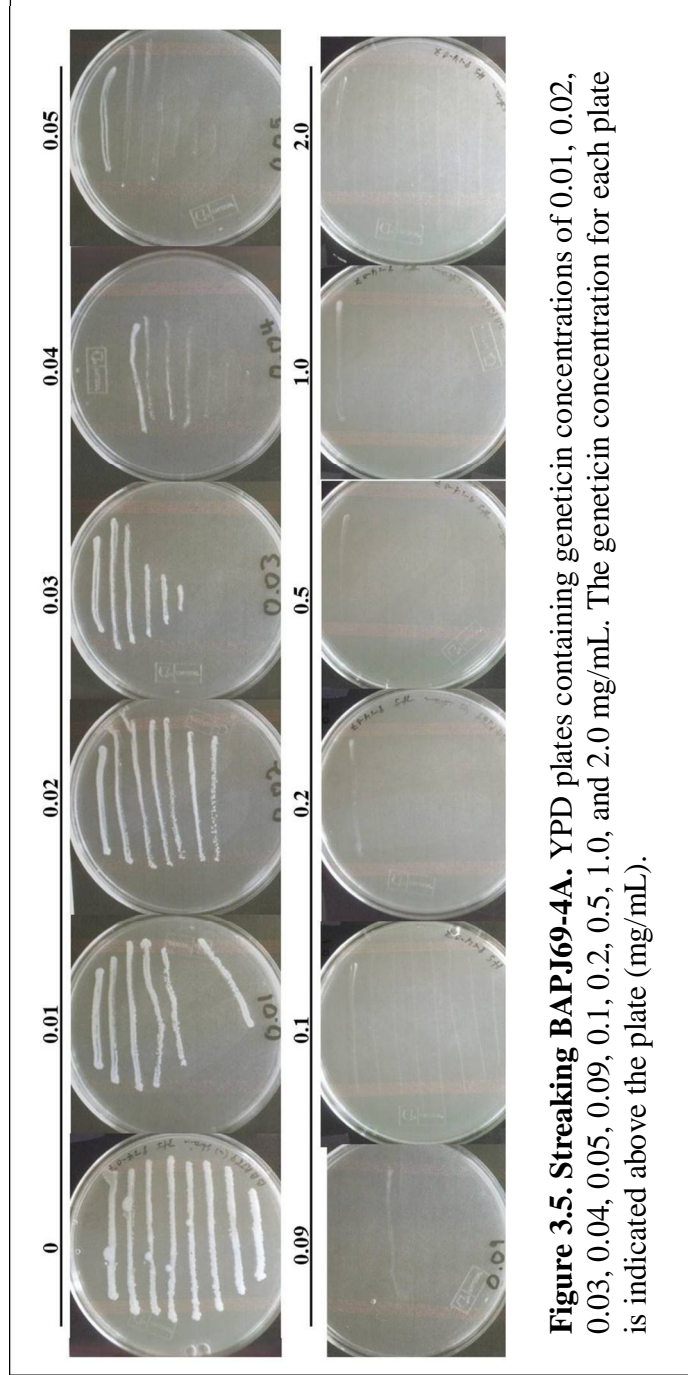 0 0.01 0.02 0.03 0.04 0.05
0.01 0.02 0.03 0.04 0.05
0.09 0.1 0.2 0.5 1.0 2.0
0.09
Figure 3.5. Streaking BAPJ69-4A. YPD plates containing geneticin concentrations of 0.01, 0.02,
0.03, 0.04, 0.05, 0.09, 0.1, 0.2, 0.5, 1.0, and 2.0 mg/mL. The geneticin concentration for each plate
is indicated above the plate (mg/mL).